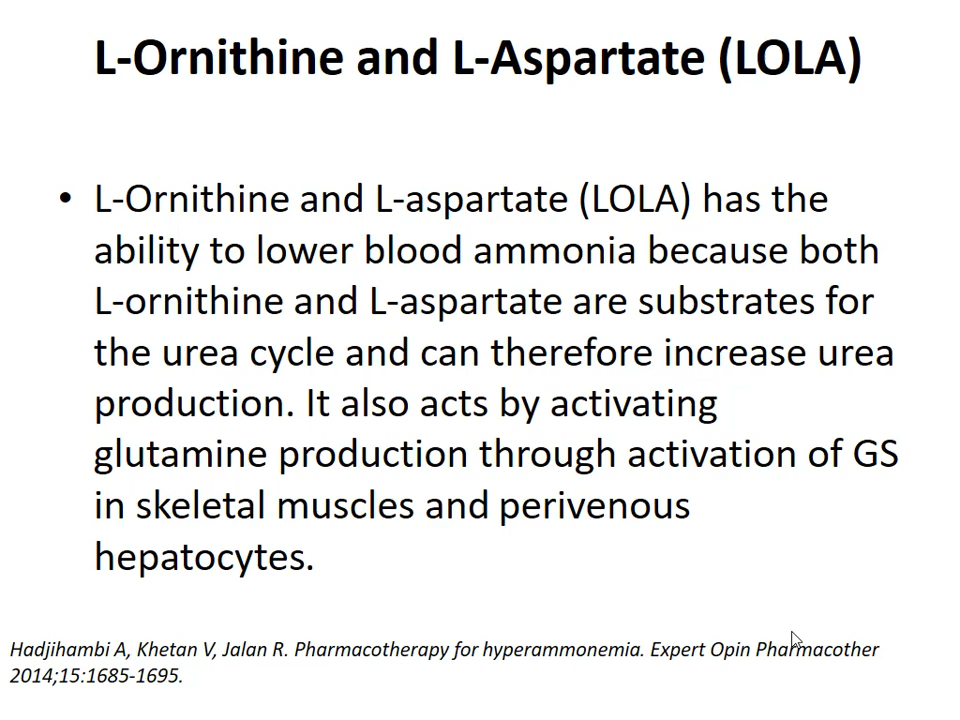 L-Ornithine and L-Aspartate (LOLA)
• L-Ornithine and L-aspartate (LOLA) has the
ability to lower blood ammonia because both
L-ornithine and L-aspartate are substrates for
the urea cycle and can therefore increase urea
production. It also acts by activating
glutamine production through activation of GS
in skeletal muscles and perivenous
hepatocytes.
Hadjihambi A, Khetan V, Jalan R. Pharmacotherapy for hyperammonemia. Expert Opin Pharmacother
2014;15:1685-1695.